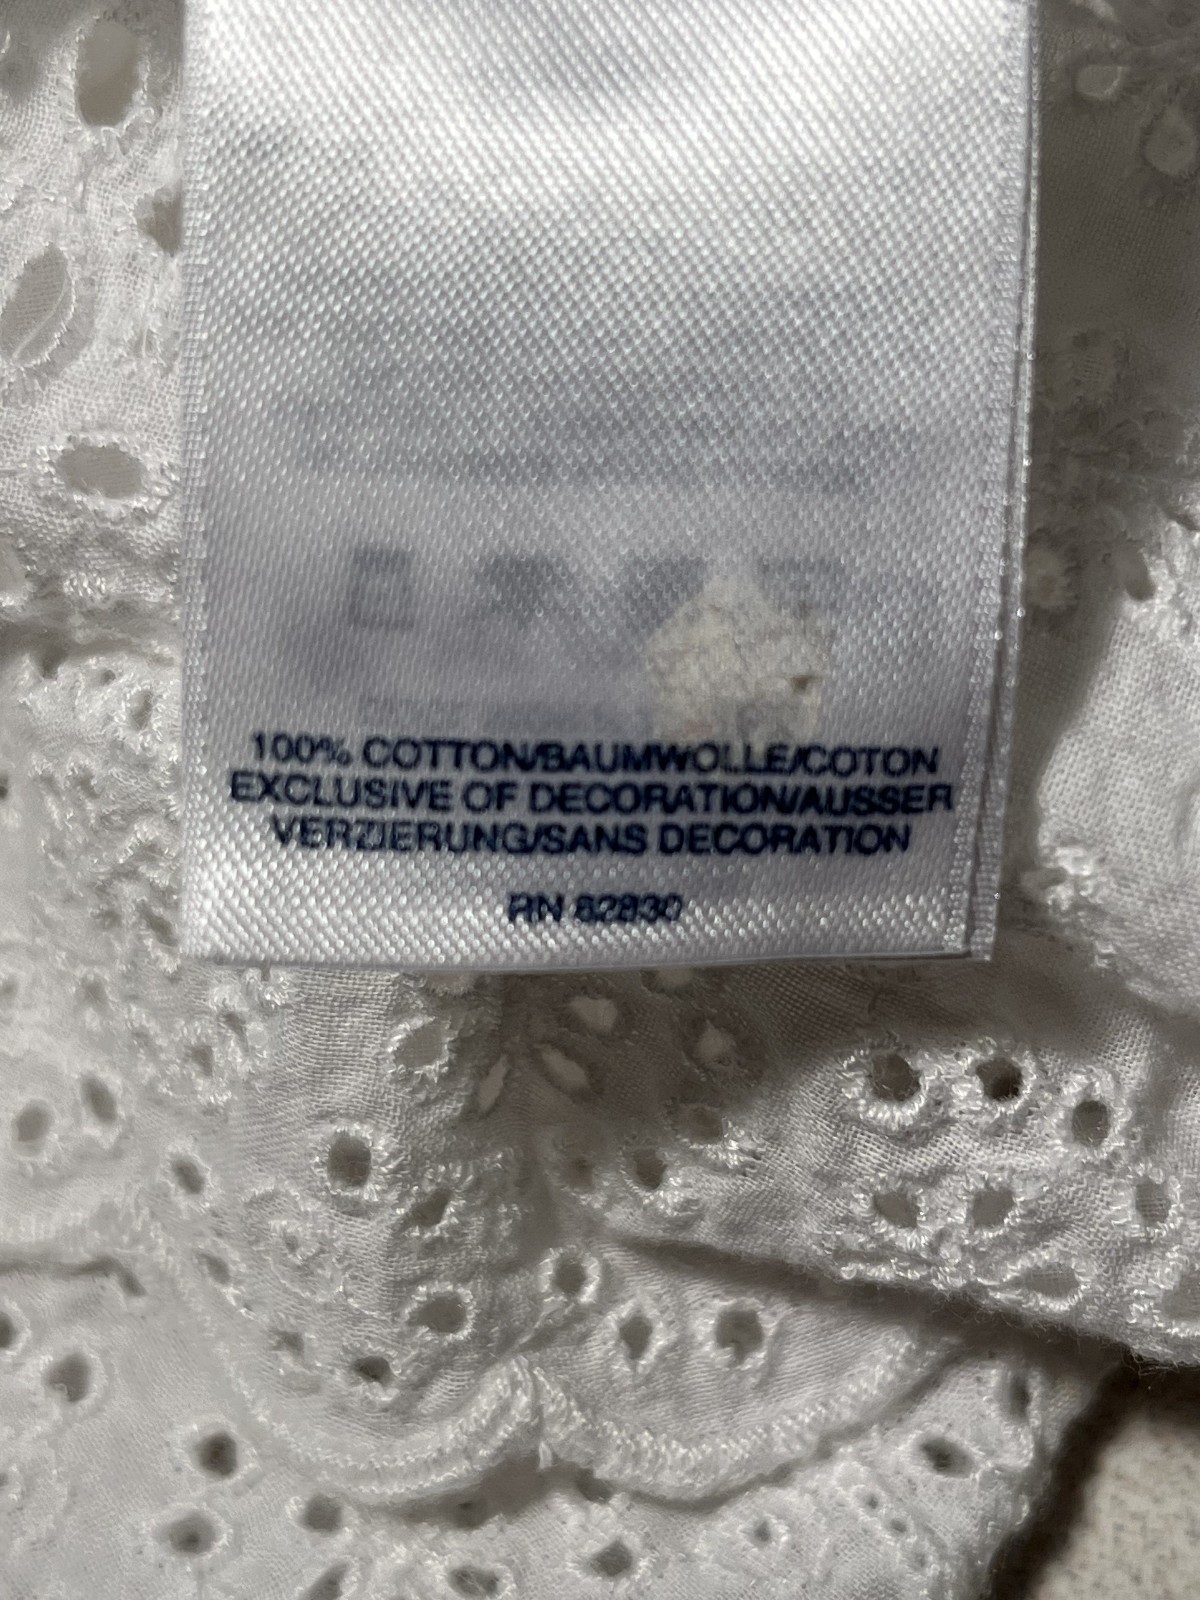 100% COTTON/BAUMWOLLE/COTON
EXCLUSIVE OF DECORATION/AUSSER
VERZIERUNG/SANS DECORATION
RN 82830